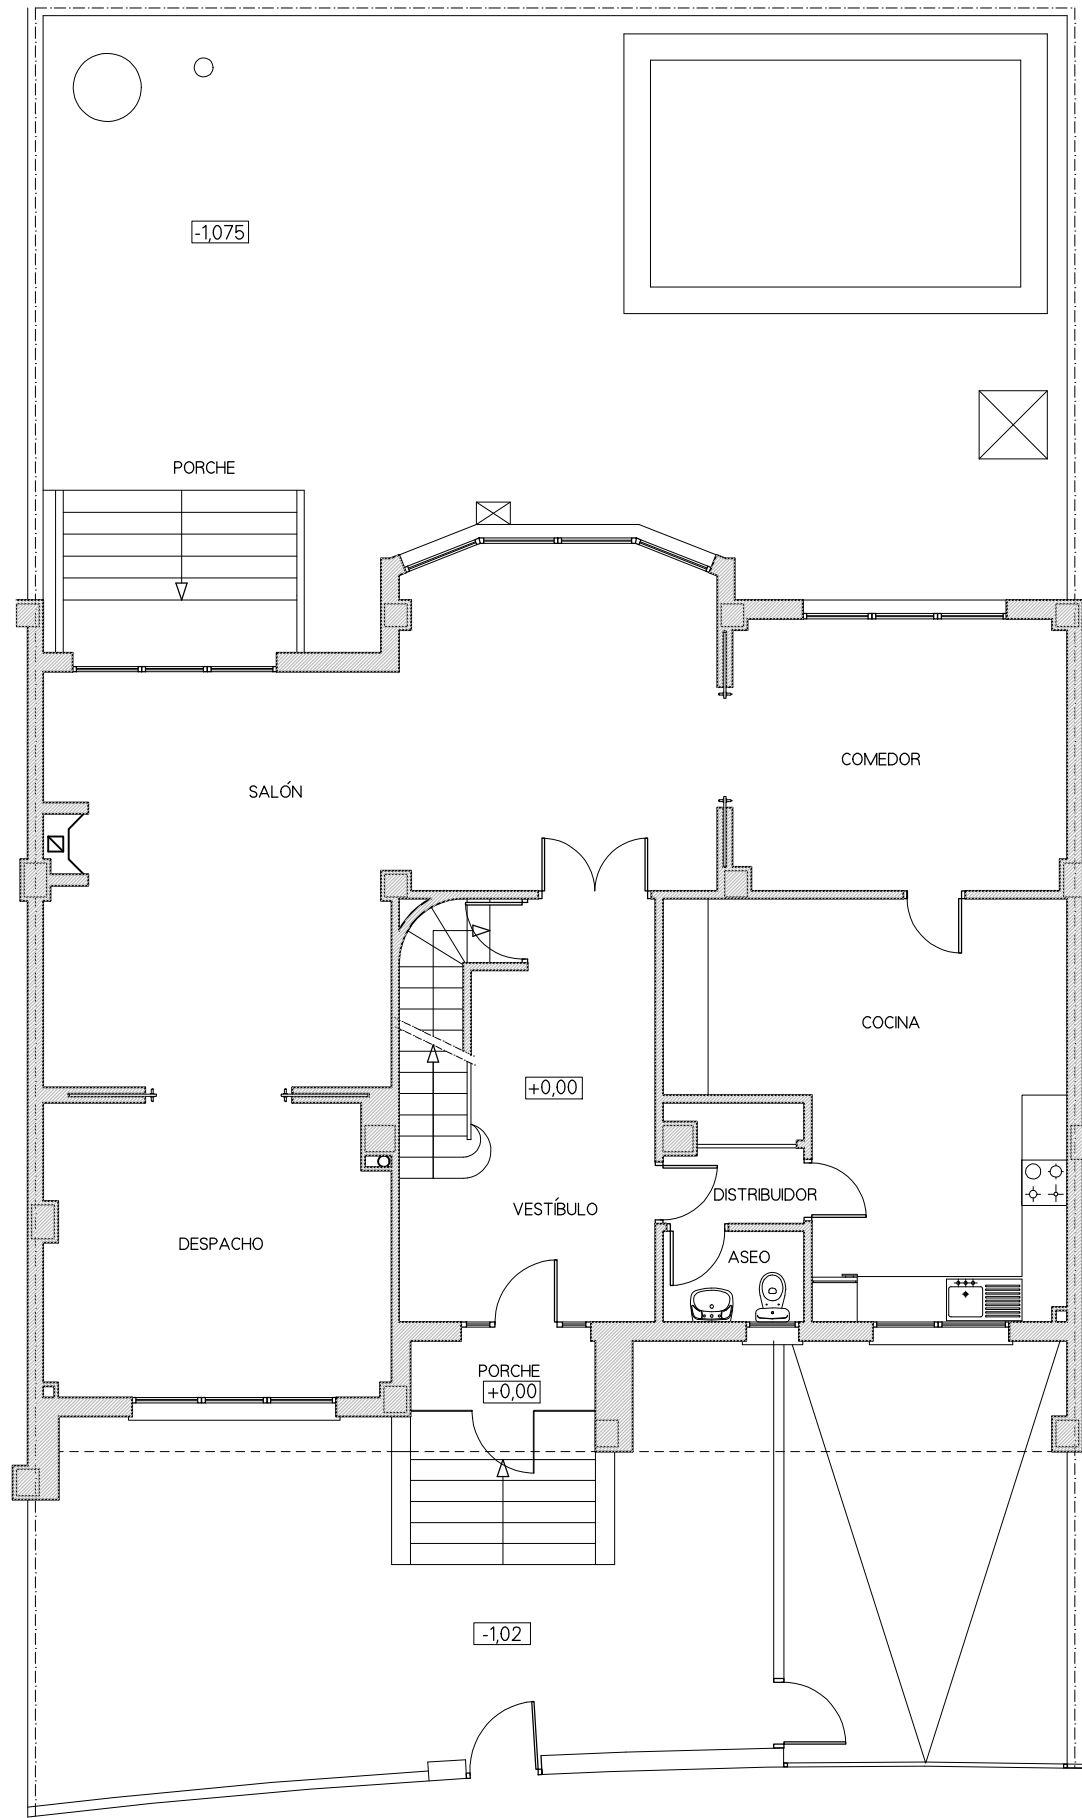 -1,075
PORCHE
COMEDOR
SALÓN
COCINA
+0,00
DISTRIBUIDOR
VESTÍBULO
DESPACHO
ASEO
PORCHE
+0,00
-1,02